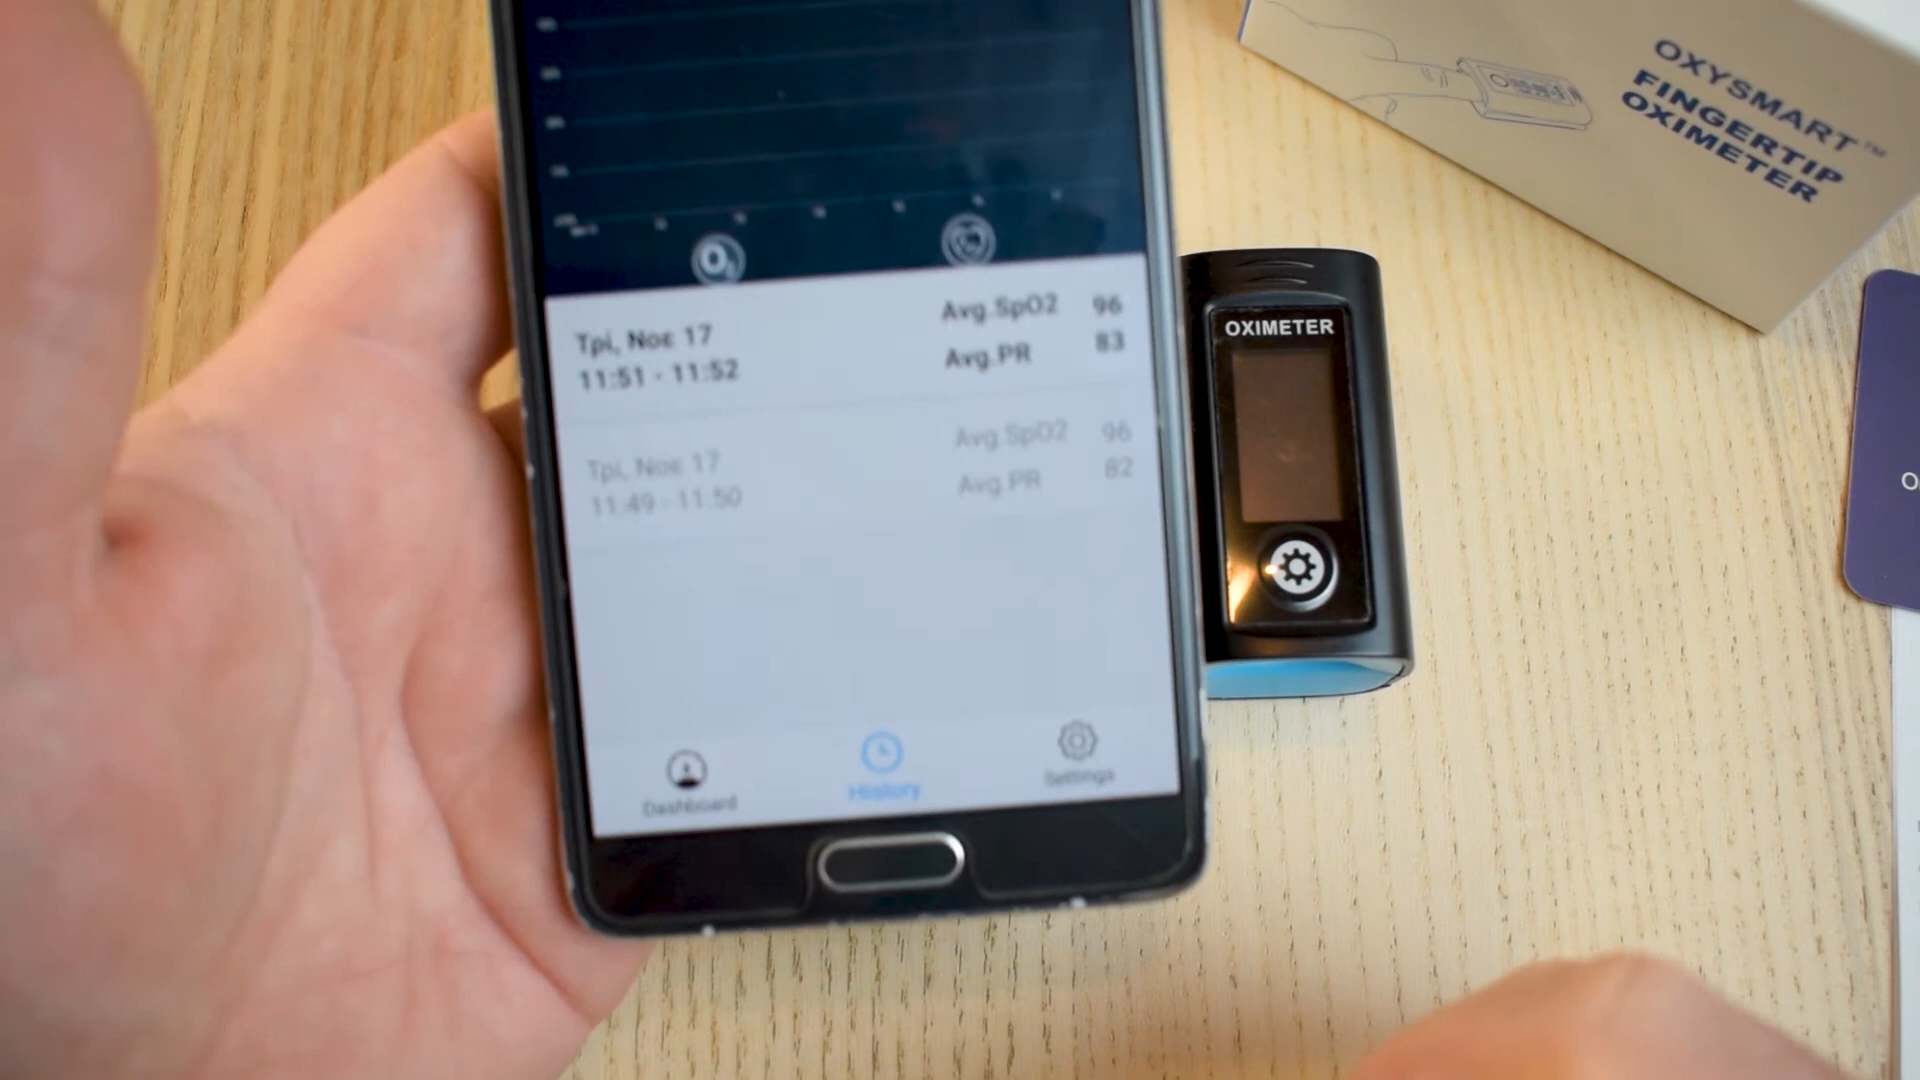 OXYSMART™
FINGERTIP
OXIMETER
Τρί, Νοε 17
11:51 - 11:52
Avg.SpO2 96
Avg.PR 83
Τρί, Νοε 17
11:49 - 11:50
Avg.SpO2 96
Avg.PR 82
Dashboard
History
Settings
OXIMETER